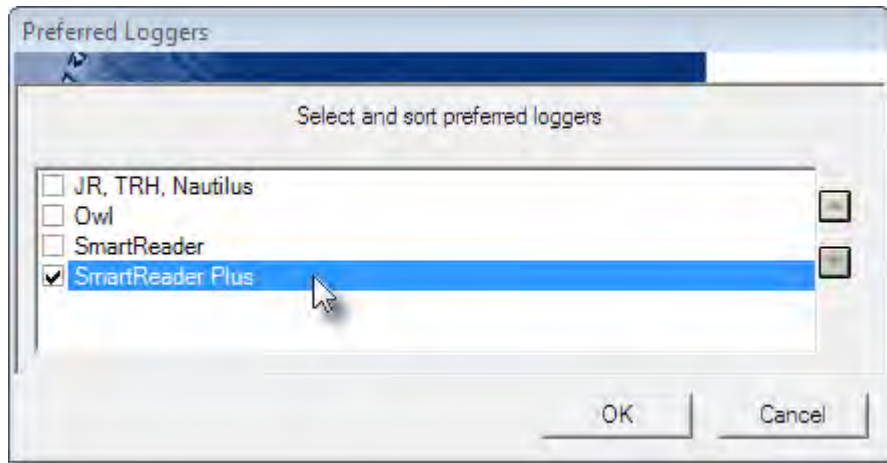 Preferred Loggers
Select and sort preferred loggers
JR, TRH, Nautilus
Owl
SmartReader
SmartReader Plus
OK Cancel